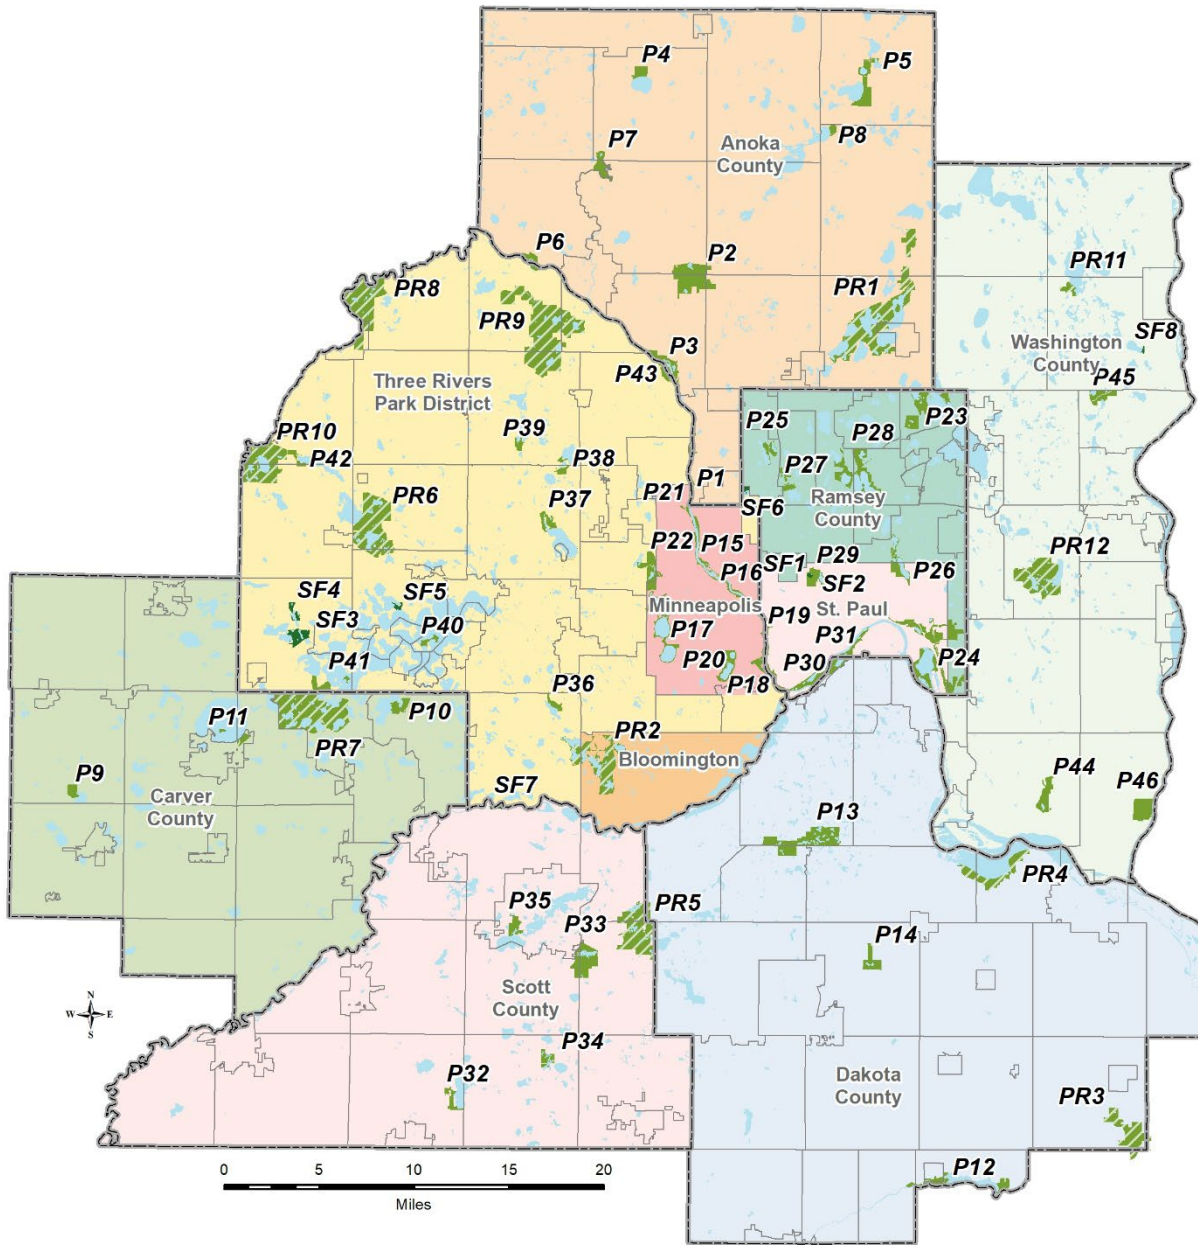 P4
P5
P7
P8
Anoka
County
P6
P2
PR11
PR8
PR1
PR9
SF8
Washington
County
P3
P43
Three Rivers
Park District
P45
P25
P23
P39
P28
PR10
P42
P38
P27
PR6
P37
P21
P1
Ramsey
County
SF6
P22
P15
PR12
P29
SF1
P16
SF2
P26
SF4
SF5
SF3
Minneapolis
St. Paul
P19
P40
P17
P31
P41
P20
P30
P24
P18
P36
P11
P10
PR7
PR2
Bloomington
P9
SF7
P44
P46
Carver
County
P13
PR4
P35
PR5
P33
P14
Scott
County
N
W E
S
P34
P32
Dakota
County
PR3
P12
0 5 10 15 20
Miles